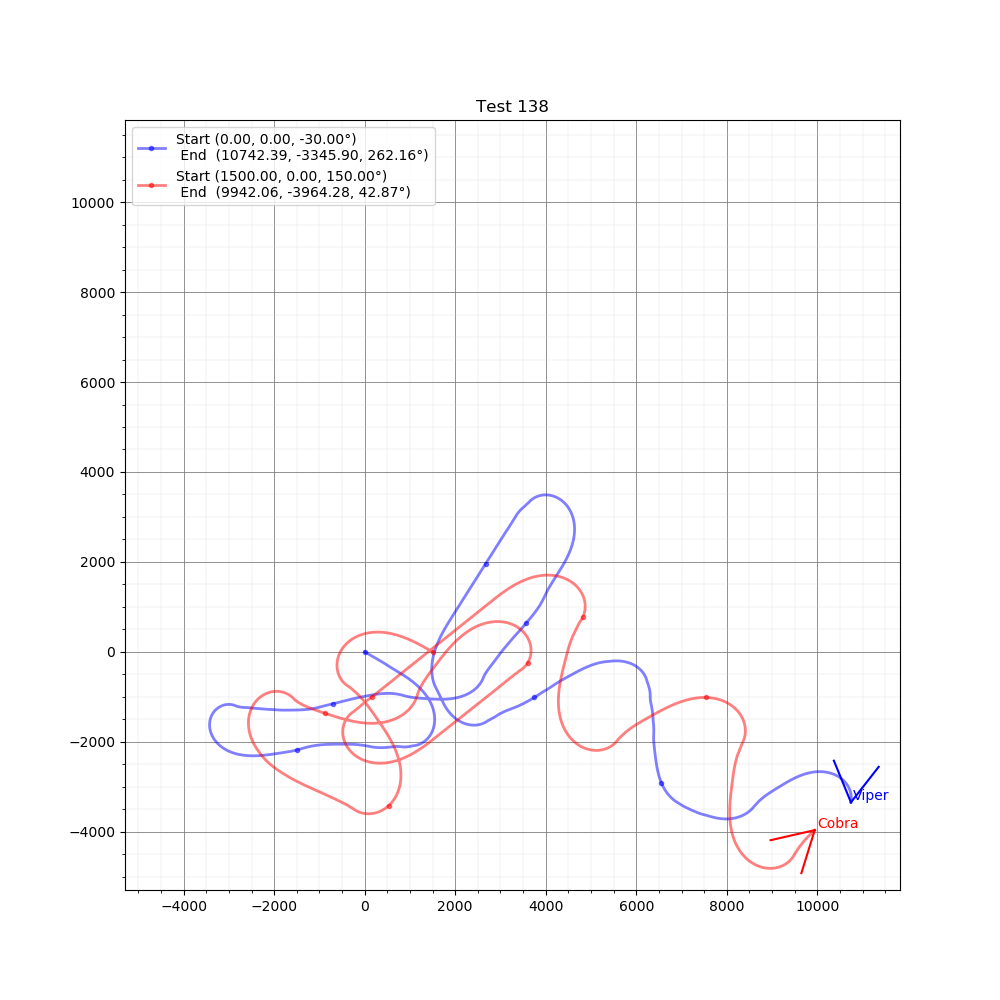 Test 138
Start (0.00, 0.00, -30.00°)
End  (10742.39, -3345.90, 262.16°)
Start (1500.00, 0.00, 150.00°)
End  (9942.06, -3964.28, 42.87°)
10000
8000
6000
4000
2000
0
−2000
−4000
Viper
Cobra
−4000 −2000 0 2000 4000 6000 8000 10000